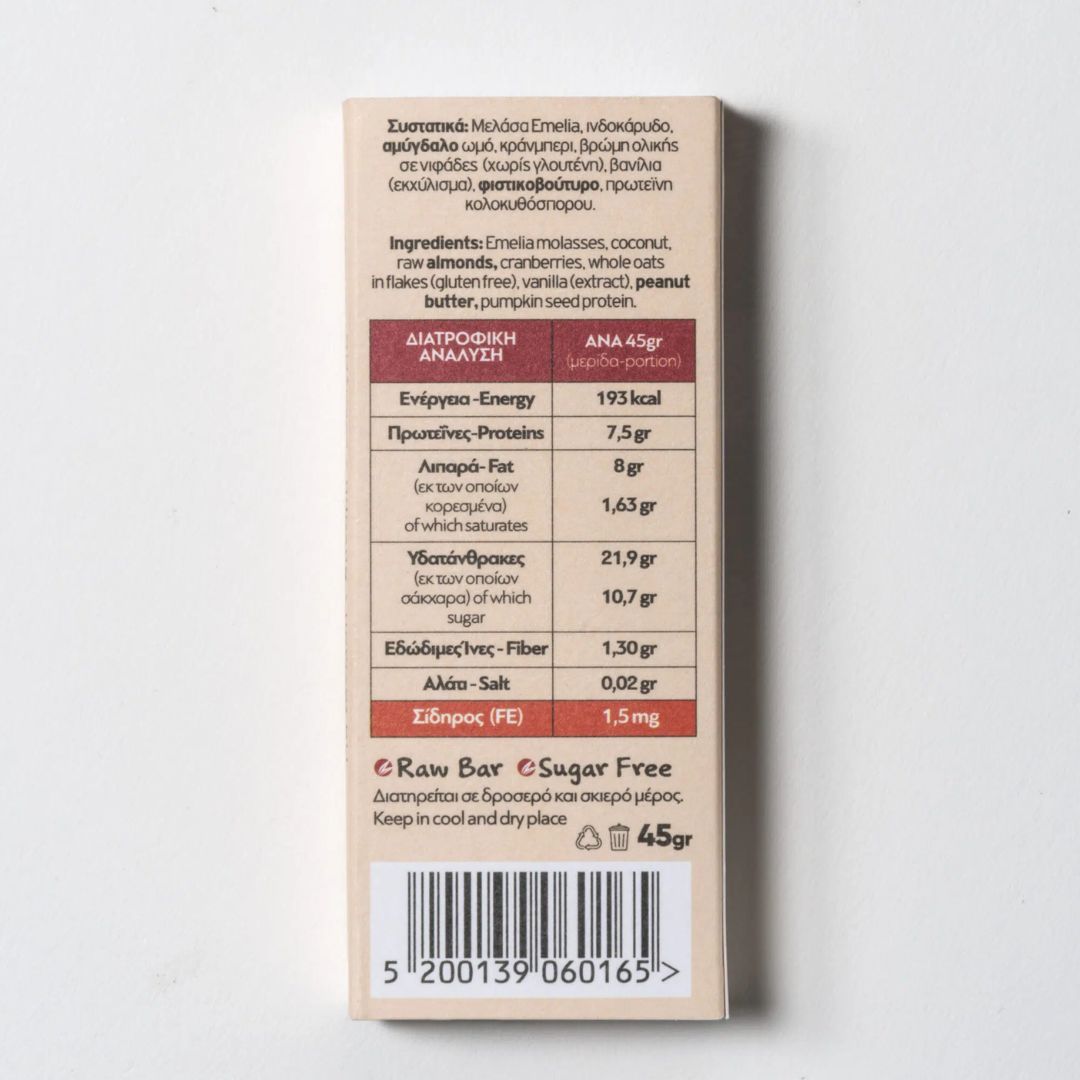 Συστατικά: Μελάσα Emelia, ινδοκάρυδο,
αμύγδαλο ωμό, κράνμπερι, βρώμη ολικής
σε νιφάδες (χωρίς γλουτένη), βανίλια
(εκχύλισμα), φιστικοβούτυρο, πρωτεϊνη
κολοκυθόσπορου.
Ingredients: Emelia molasses, coconut,
raw almonds, cranberries, whole oats
in flakes (gluten free), vanilla (extract), peanut
butter, pumpkin seed protein.
ΔΙΑΤΡΟΦΙΚΗ ΑΝΑΛΥΣΗ
ΑΝΑ 45gr
(μερίδα-portion)
Ενέργεια -Energy 193 kcal
Πρωτεΐνες-Proteins 7,5 gr
Λιπαρά- Fat 8 gr
(εκ των οποίων
κορεσμένα) 1,63 gr
of which saturates
Υδατάνθρακες 21,9 gr
(εκ των οποίων
σάκχαρα) of which 10,7 gr
sugar
Εδώδιμες Ίνες - Fiber 1,30 gr
Αλάτι - Salt 0,02 gr
Σίδηρος (FE) 1,5 mg
Raw Bar Sugar Free
Διατηρείται σε δροσερό και σκιερό μέρος.
Keep in cool and dry place
45gr
5 200139 060165 >